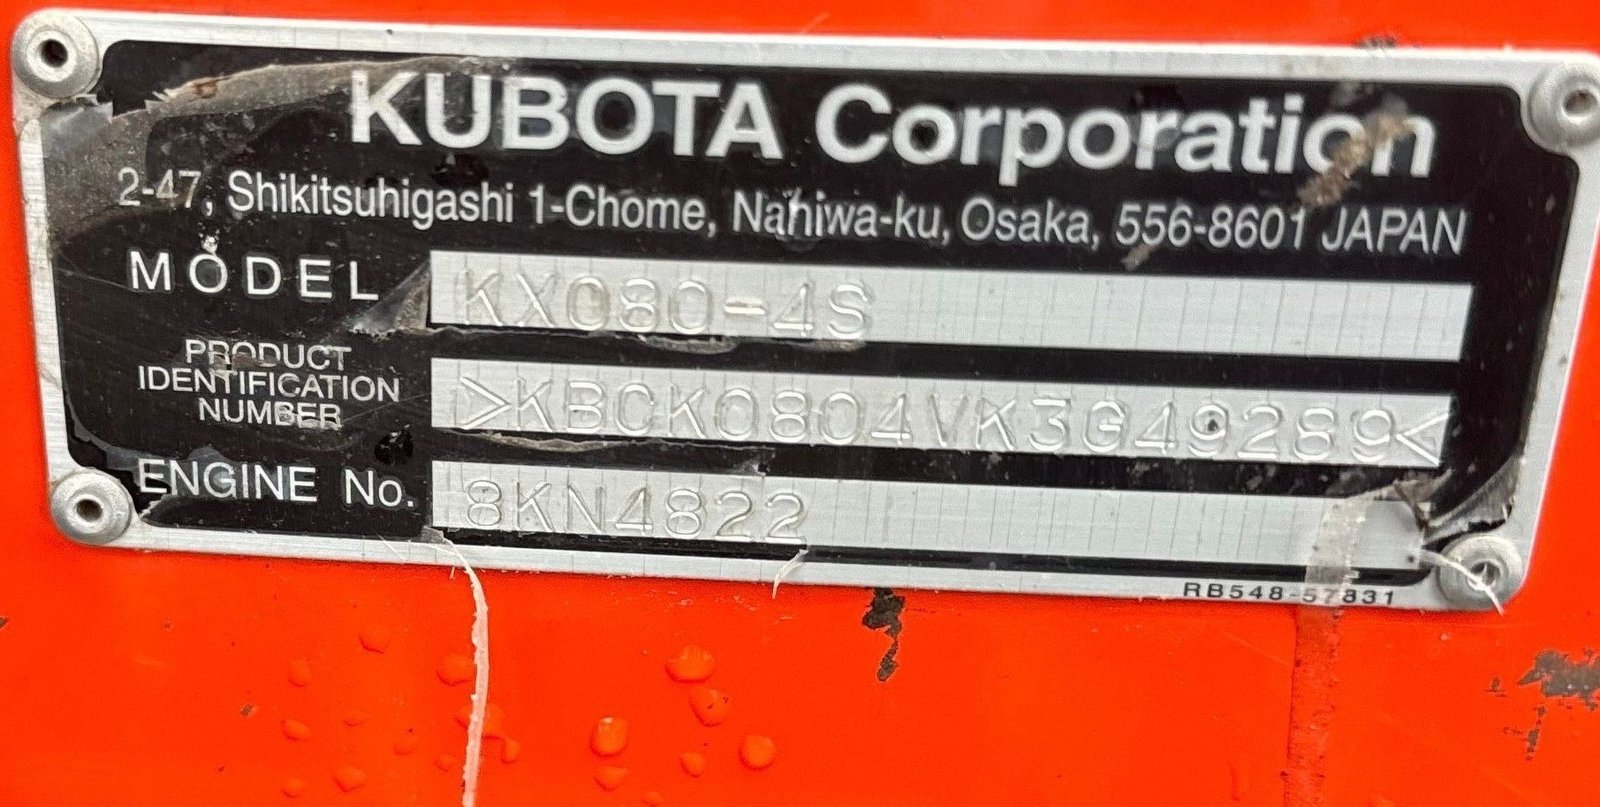 KUBOTA Corporation
2-47, Shikitsuhigashi 1-Chome, Naniwa-ku, Osaka, 556-8601 JAPAN
MODEL KX080-4S
PRODUCT
IDENTIFICATION
NUMBER
>KBCK0804VK3G49289<
ENGINE No. 8KN4822
RB548-57831